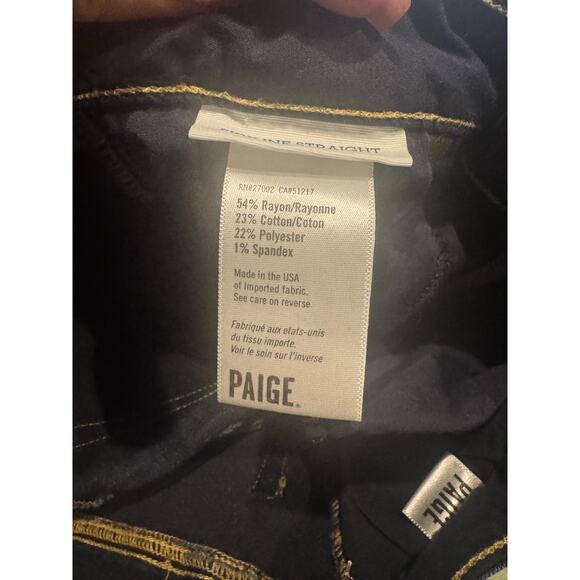 STRAIGHT
RN#27002 CA#51217
54% Rayon/Rayonne
23% Cotton/Coton
22% Polyester
1% Spandex
Made in the USA
of Imported fabric.
See care on reverse.
Fabriqué aux etats-unis
du tissu importe.
Voir le soin sur l'inverse
PAIGE.
PAIGE